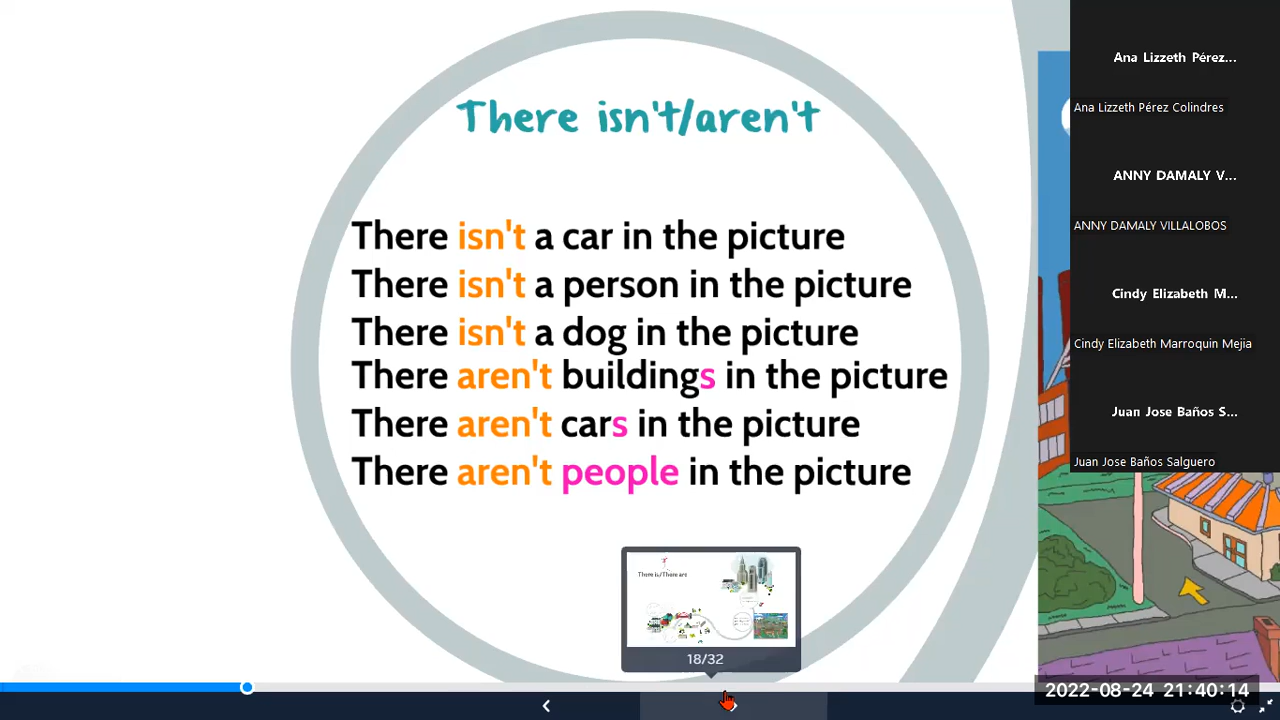 There isn't/aren't
There isn't a car in the picture
There isn't a person in the picture
There isn't a dog in the picture
There aren't buildings in the picture
There aren't cars in the picture
There aren't people in the picture
There is/There are
18/32
Ana Lizzeth Pérez...
Ana Lizzeth Pérez Colindres
ANNY DAMALY V...
ANNY DAMALY VILLALOBOS
Cindy Elizabeth M...
Cindy Elizabeth Marroquin Mejia
Juan Jose Baños S...
Juan Jose Baños Salguero
2022-08-24 21:40:14